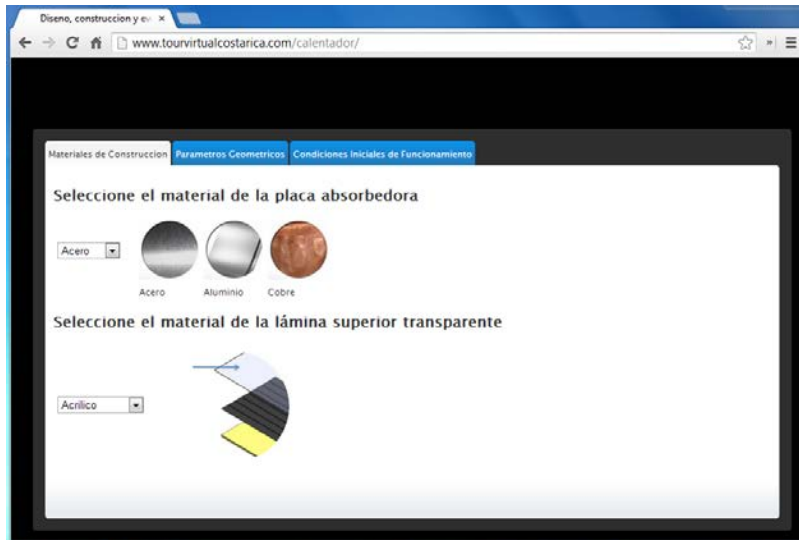 Diseno, construccion y ev
www.tourvirtualcostarica.com/calentador/
Materiales de Construccion Parametros Geometricos Condiciones Iniciales de Funcionamiento
Seleccione el material de la placa absorbedora
Acero
Acero Aluminio Cobre
Seleccione el material de la lámina superior transparente
Acrilico